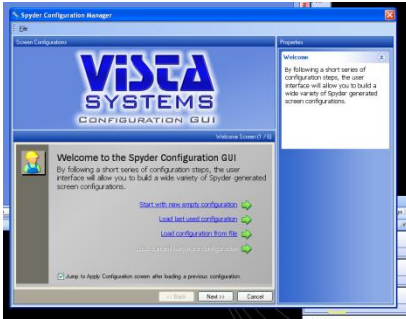 Spyder Configuration Manager
File
Screen Configurations
ViSTA
SYSTEMS
CONFIGURATION GUI
Welcome Screen (1 / 8)
Welcome to the Spyder Configuration GUI
By following a short series of configuration steps, the user
interface will allow you to build a wide variety of Spyder generated
screen configurations.
Start with new empty configuration
Load last used configuration
Load configuration from file
Jump to Apply Configuration screen after loading a previous configuration.
<< Back
Next >>
Cancel
Properties
Welcome
By following a short series of
configuration steps, the user
interface will allow you to build a
wide variety of Spyder generated
screen configurations.